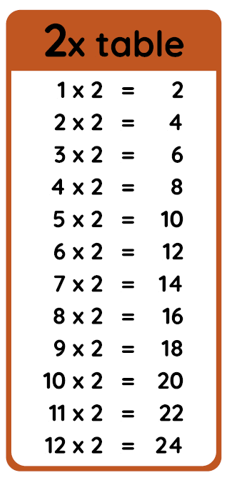 2x table
1 x 2 = 2
2 x 2 = 4
3 x 2 = 6
4 x 2 = 8
5 x 2 = 10
6 x 2 = 12
7 x 2 = 14
8 x 2 = 16
9 x 2 = 18
10 x 2 = 20
11 x 2 = 22
12 x 2 = 24